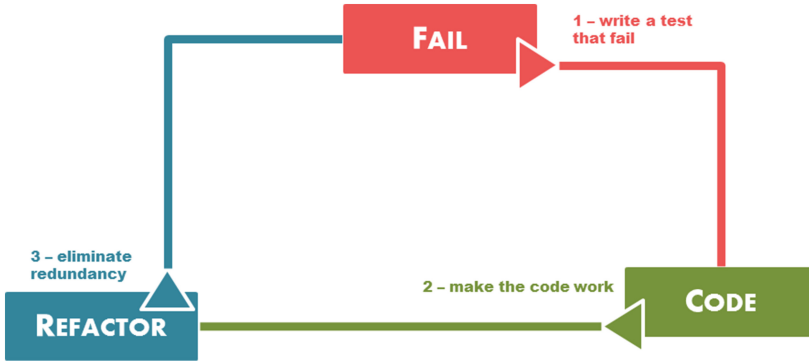 FAIL
1 – write a test
that fail
3 – eliminate
redundancy
2 – make the code work
CODE
REFACTOR